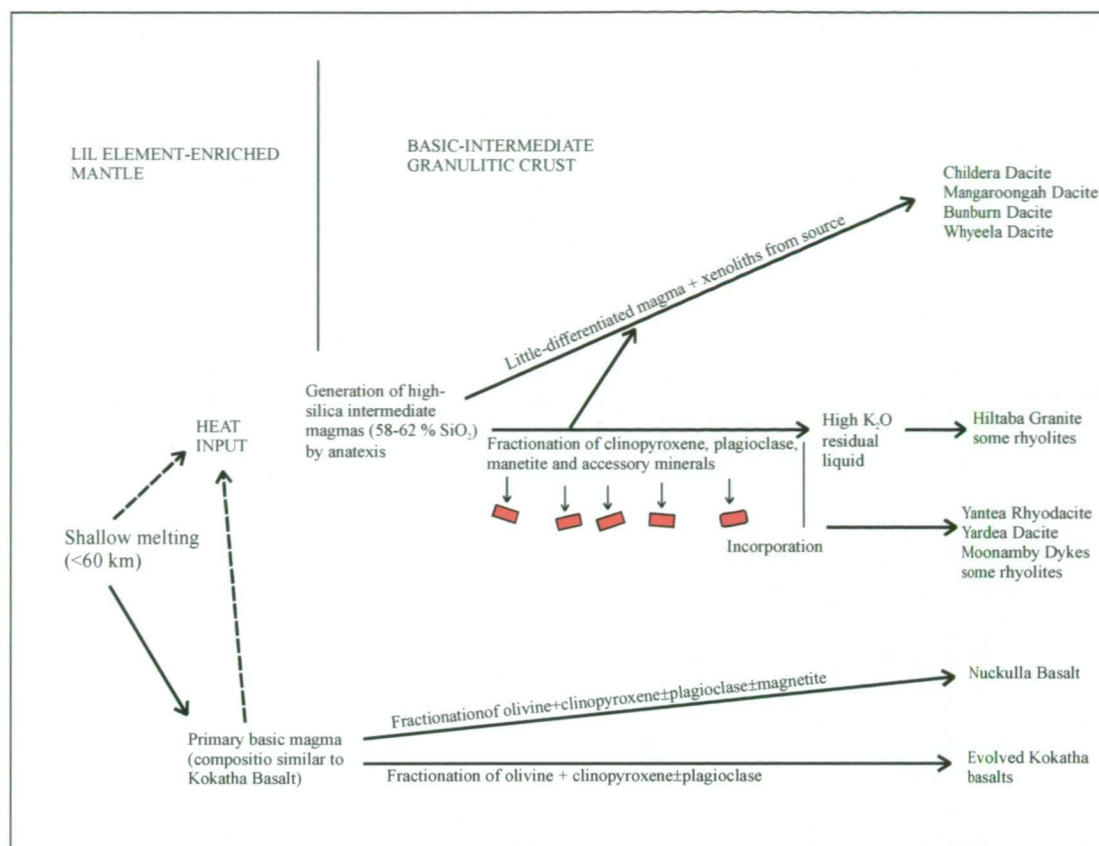 LIL ELEMENT-ENRICHED
MANTLE
BASIC-INTERMEDIATE
GRANULITIC CRUST
Childera Dacite
Mangaroongah Dacite
Bunburn Dacite
Whyeela Dacite
Little-differentiated magma + xenoliths from source
Generation of high-
silica intermediate
magmas (58-62 % SiO₂)
by anatexis
HEAT
INPUT
Fractionation of clinopyroxene, plagioclase,
manetite and accessory minerals
High K₂O
residual
liquid
Hiltaba Granite
some rhyolites
Shallow melting
(<60 km)
Incorporation
Yantea Rhyodacite
Yardea Dacite
Moonamby Dykes
some rhyolites
Primary basic magma
(compositio similar to
Kokatha Basalt)
Fractionationof olivine+clinopyroxene±plagioclase±magnetite
Nuckulla Basalt
Fractionation of olivine + clinopyroxene±plagioclase
Evolved Kokatha
basalts